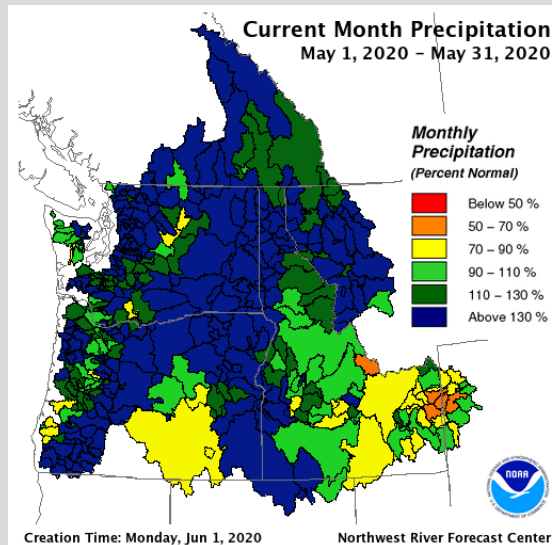 Current Month Precipitation
May 1, 2020 – May 31, 2020
Monthly
Precipitation
(Percent Normal)
Below 50 %
50 – 70 %
70 – 90 %
90 – 110 %
110 – 130 %
Above 130 %
NOAA
Creation Time: Monday, Jun 1, 2020
Northwest River Forecast Center